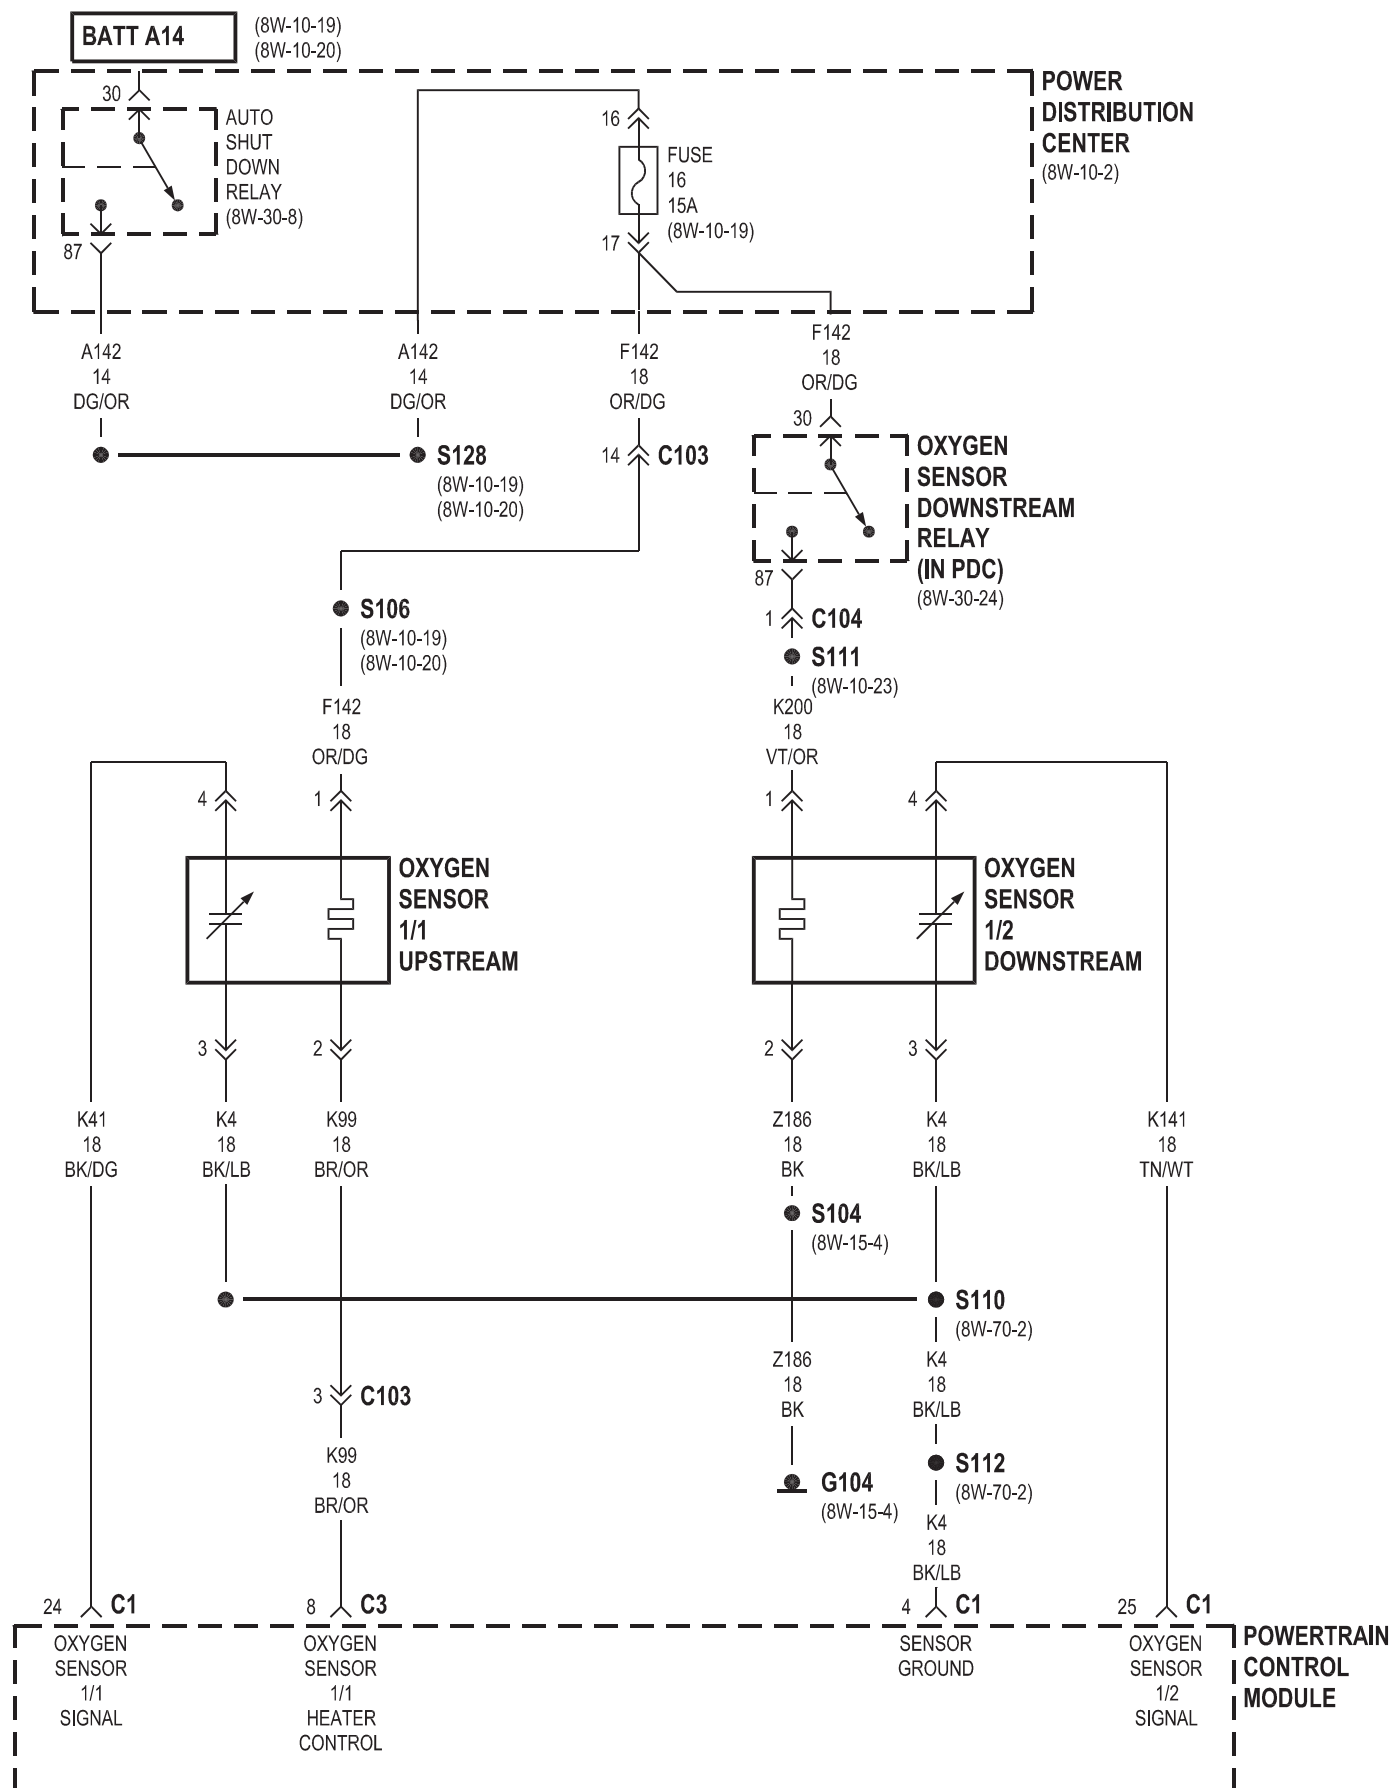 BATT A14
(8W-10-19)
(8W-10-20)
POWER
DISTRIBUTION
CENTER
(8W-10-2)
30
AUTO
SHUT
DOWN
RELAY
(8W-30-8)
87
16
FUSE
16
15A
(8W-10-19)
17
A142
14
DG/OR
A142
14
DG/OR
F142
18
OR/DG
F142
18
OR/DG
S128
(8W-10-19)
(8W-10-20)
14
C103
30
OXYGEN
SENSOR
DOWNSTREAM
RELAY
(IN PDC)
(8W-30-24)
87
1
C104
S111
(8W-10-23)
K200
18
VT/OR
S106
(8W-10-19)
(8W-10-20)
F142
18
OR/DG
4
1
1
4
OXYGEN
SENSOR
1/1
UPSTREAM
OXYGEN
SENSOR
1/2
DOWNSTREAM
3
2
2
3
K41
18
BK/DG
K4
18
BK/LB
K99
18
BR/OR
Z186
18
BK
K4
18
BK/LB
K141
18
TN/WT
S104
(8W-15-4)
S110
(8W-70-2)
Z186
18
BK
K4
18
BK/LB
3
C103
K99
18
BR/OR
G104
(8W-15-4)
S112
(8W-70-2)
K4
18
BK/LB
24
C1
8
C3
4
C1
25
C1
OXYGEN
SENSOR
1/1
SIGNAL
OXYGEN
SENSOR
1/1
HEATER
CONTROL
SENSOR
GROUND
OXYGEN
SENSOR
1/2
SIGNAL
POWERTRAIN
CONTROL
MODULE